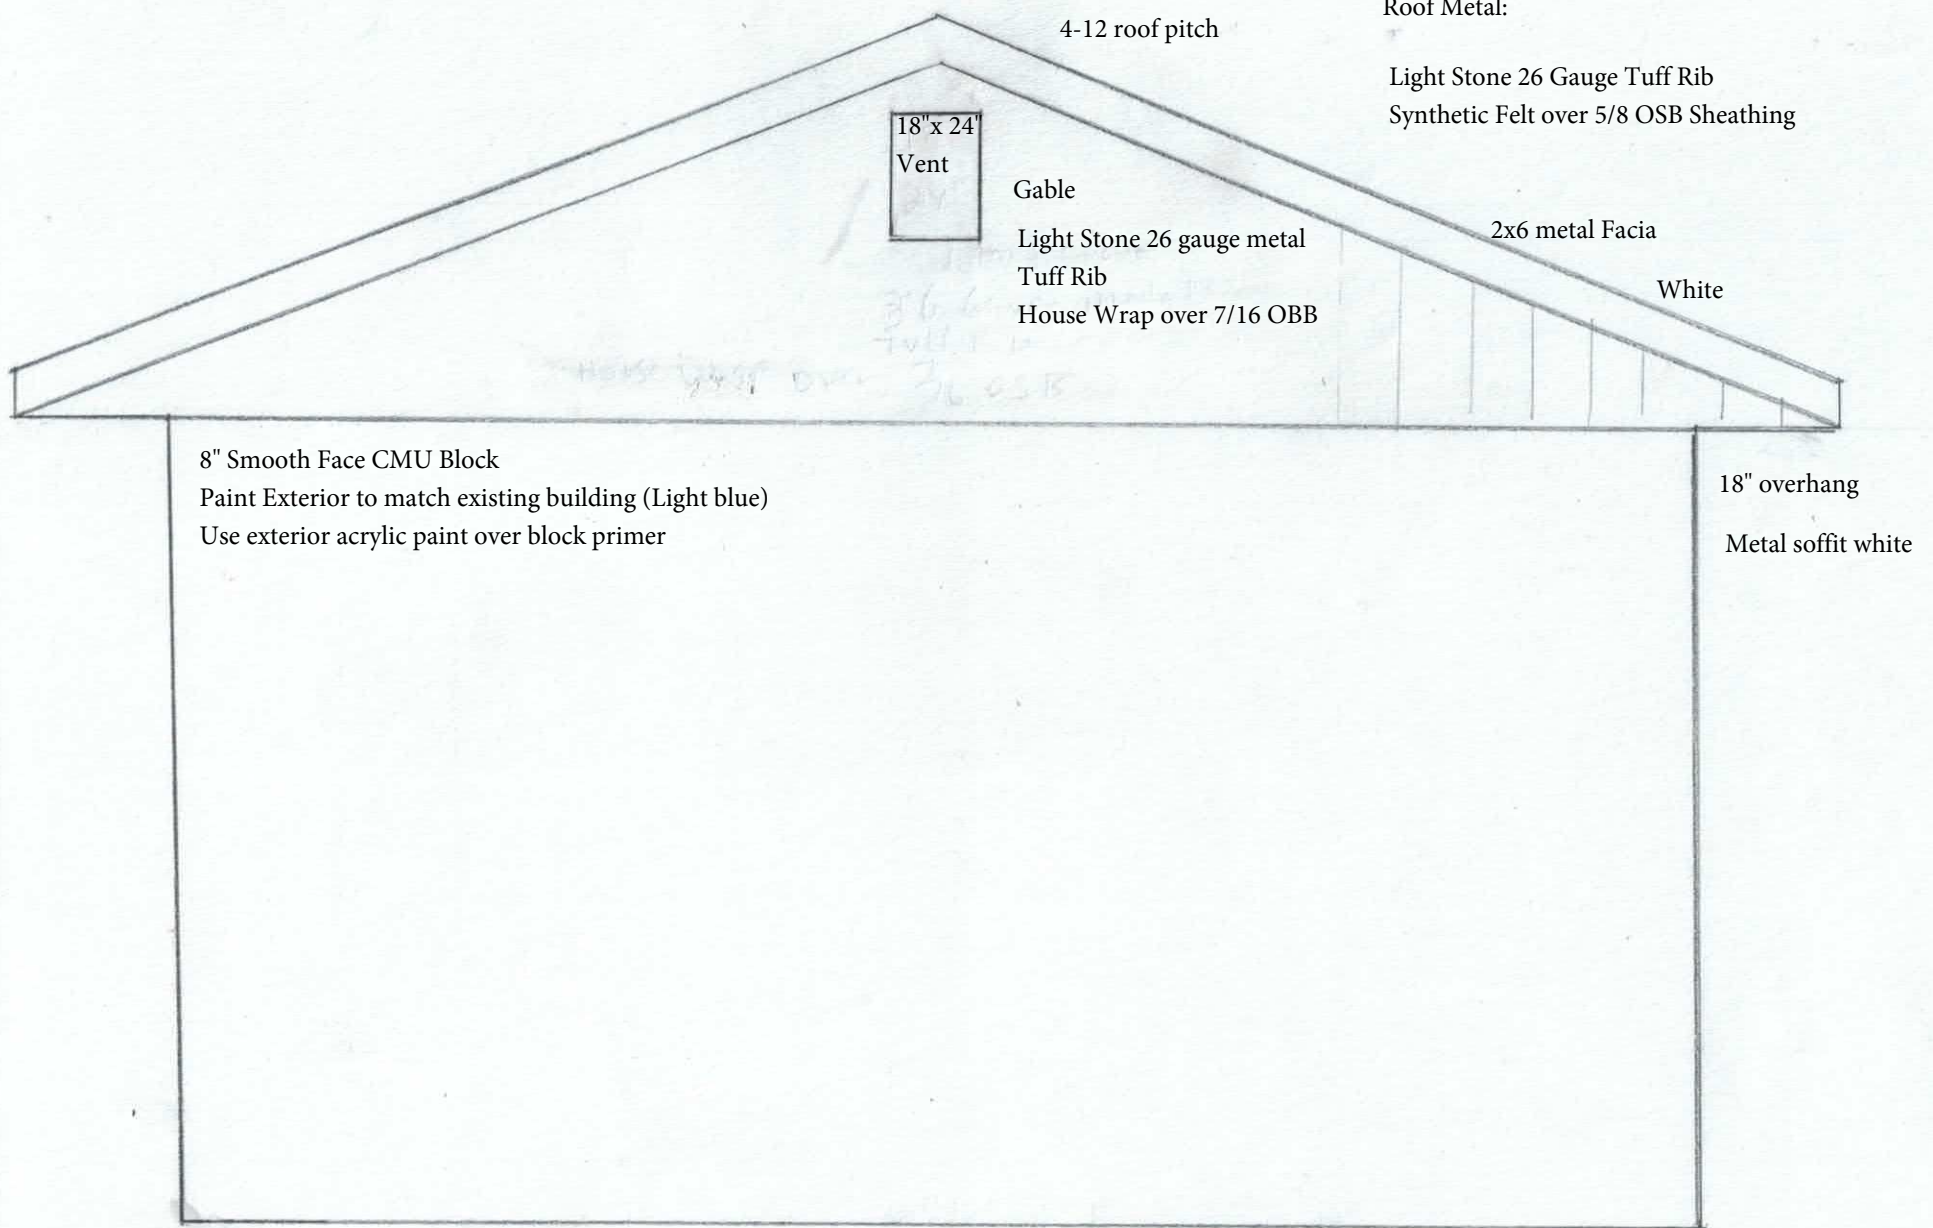 Roof Metal:
4-12 roof pitch
Light Stone 26 Gauge Tuff Rib
Synthetic Felt over 5/8 OSB Sheathing
18"x 24"
Vent
Gable
Light Stone 26 gauge metal
Tuff Rib
House Wrap over 7/16 OBB
2x6 metal Facia
White
8" Smooth Face CMU Block
Paint Exterior to match existing building (Light blue)
Use exterior acrylic paint over block primer
18" overhang
Metal soffit white